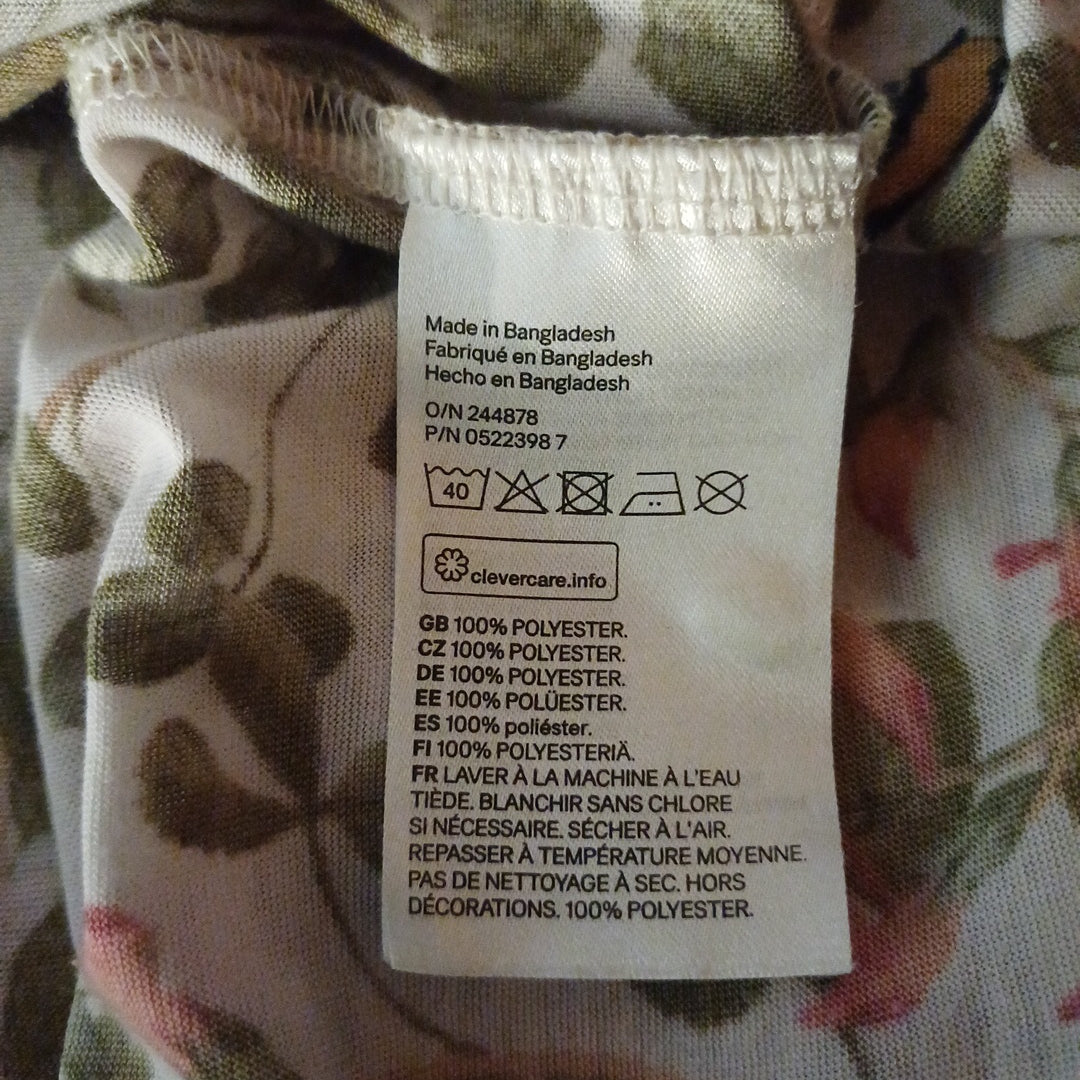 Made in Bangladesh
Fabriqué en Bangladesh
Hecho en Bangladesh
O/N 244878
P/N 0522398 7
40
clevercare.info
GB 100% POLYESTER.
CZ 100% POLYESTER.
DE 100% POLYESTER.
EE 100% POLÜESTER.
ES 100% poliéster.
FI 100% POLYESTERIÄ.
FR LAVER À LA MACHINE À L'EAU
TIÈDE. BLANCHIR SANS CHLORE
SI NÉCESSAIRE. SÉCHER À L'AIR.
REPASSER À TEMPÉRATURE MOYENNE.
PAS DE NETTOYAGE À SEC. HORS
DÉCORATIONS. 100% POLYESTER.